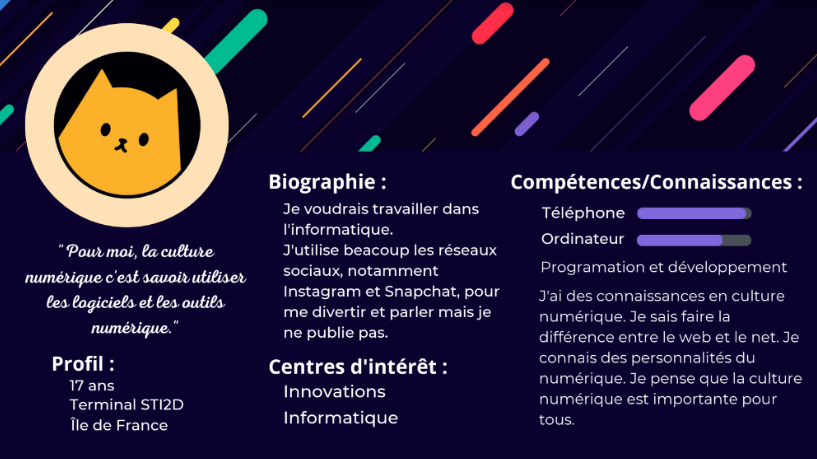 "Pour moi, la culture
numérique c'est savoir utiliser
les logiciels et les outils
numérique."
Profil :
17 ans
Terminal STI2D
Île de France
Biographie :
Je voudrais travailler dans
l'informatique.
J'utilise beacoup les réseaux
sociaux, notamment
Instagram et Snapchat, pour
me divertir et parler mais je
ne publie pas.
Centres d'intérêt :
Innovations
Informatique
Compétences/Connaissances :
Téléphone
Ordinateur
Programation et développement
J'ai des connaissances en culture
numérique. Je sais faire la
différence entre le web et le net. Je
connais des personnalités du
numérique. Je pense que la culture
numérique est importante pour
tous.